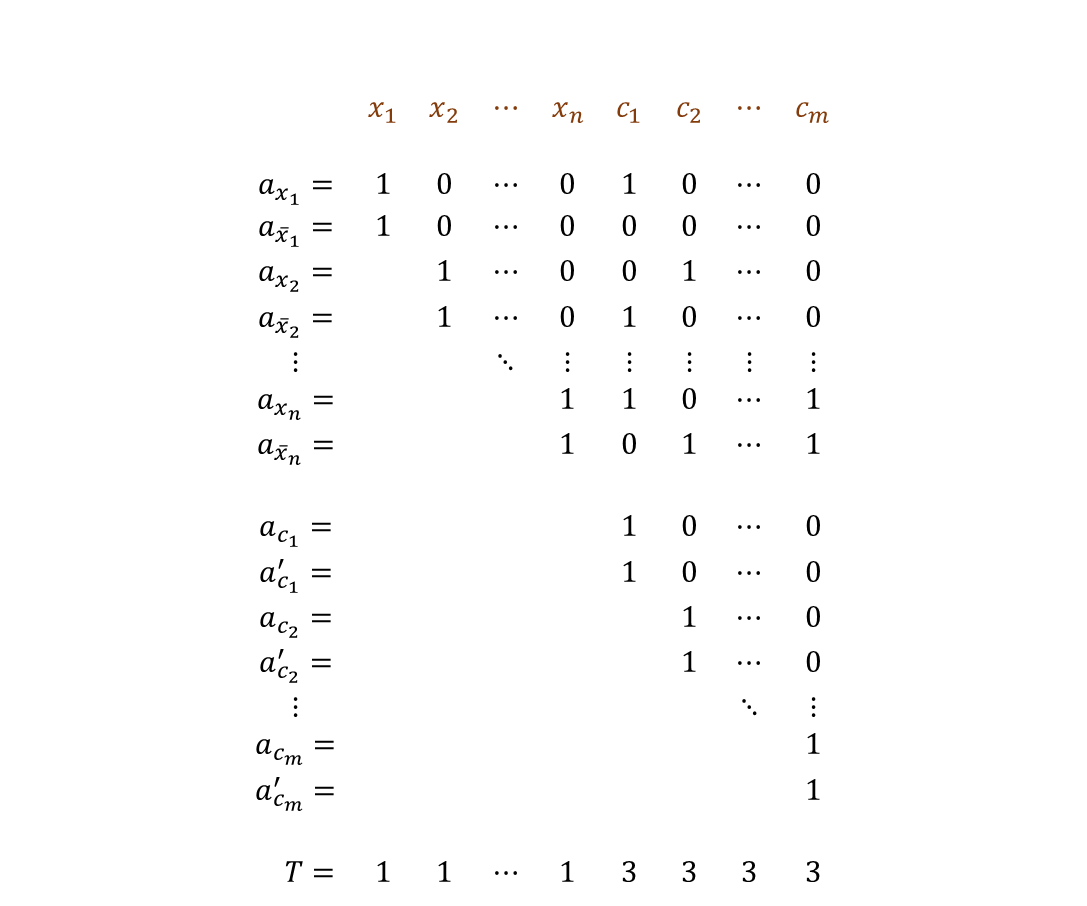 x₁ x₂ ⋯ xₙ c₁ c₂ ⋯ cₘ
a_{x₁} = 1 0 ⋯ 0 1 0 ⋯ 0
a_{x̄₁} = 1 0 ⋯ 0 0 0 ⋯ 0
a_{x₂} = 1 ⋯ 0 0 1 ⋯ 0
a_{x̄₂} = 1 ⋯ 0 1 0 ⋯ 0
⋮ ⋱ ⋮ ⋮ ⋮ ⋮ ⋮
a_{xₙ} = 1 1 0 ⋯ 1
a_{x̄ₙ} = 1 0 1 ⋯ 1
a_{c₁} = 1 0 ⋯ 0
a′_{c₁} = 1 0 ⋯ 0
a_{c₂} = 1 ⋯ 0
a′_{c₂} = 1 ⋯ 0
⋮ ⋱ ⋮
a_{cₘ} = 1
a′_{cₘ} = 1
T = 1 1 ⋯ 1 3 3 3 3